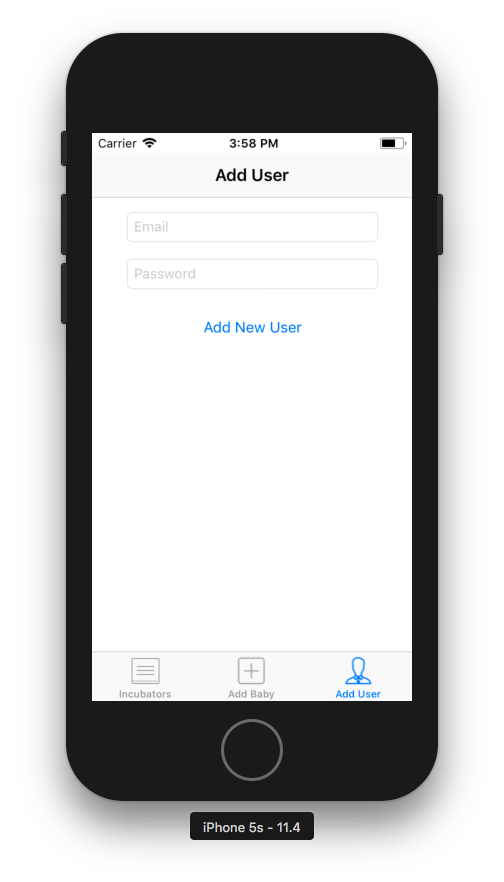 Carrier 3:58 PM
Add User
Email
Password
Add New User
Incubators Add Baby Add User
iPhone 5s - 11.4